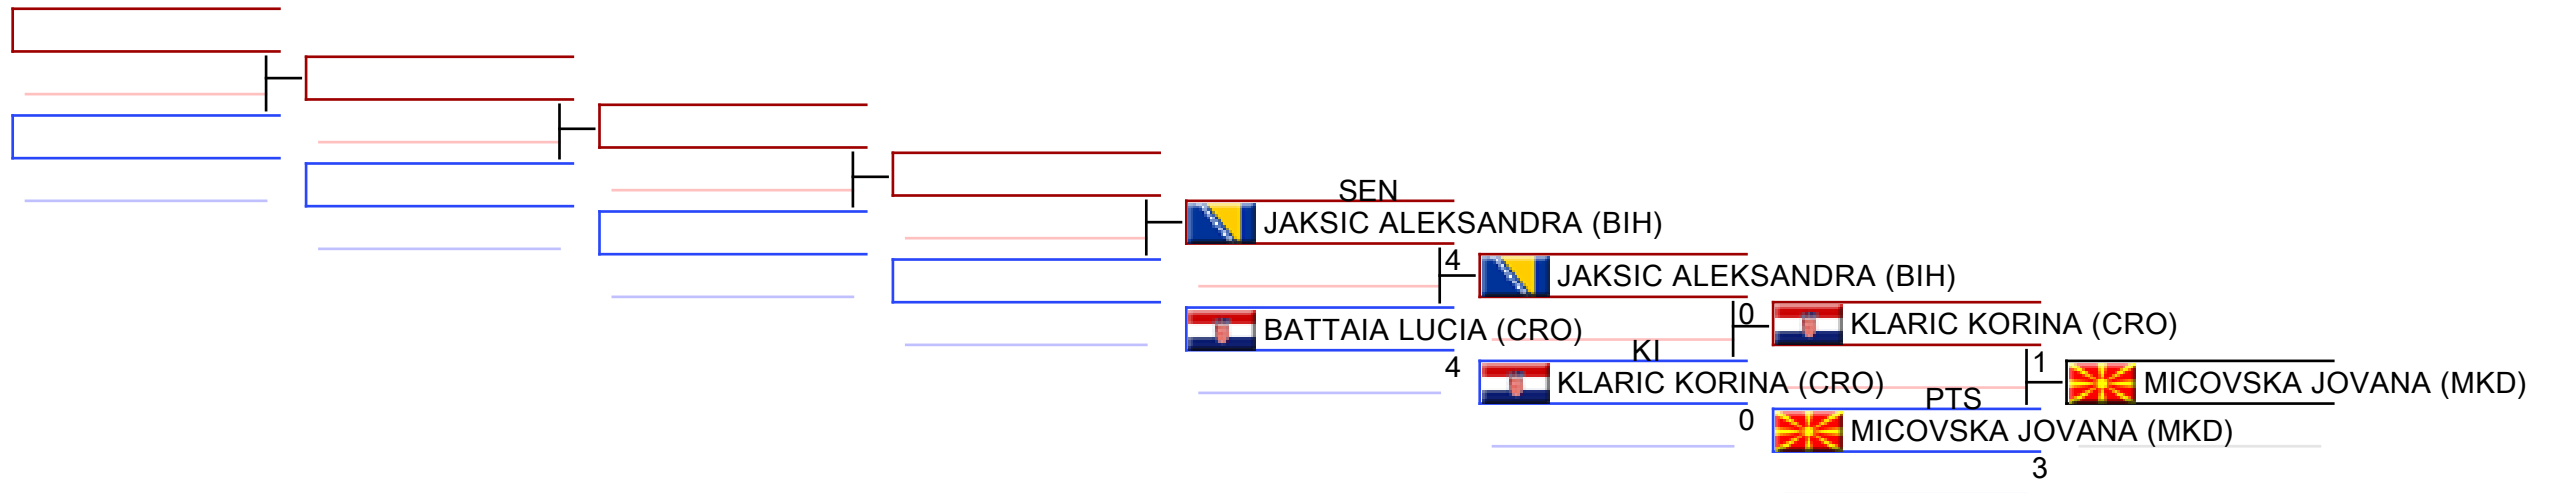 SEN
JAKSIC ALEKSANDRA (BIH)
4
BATTAIA LUCIA (CRO)
4
JAKSIC ALEKSANDRA (BIH)
0
KI
KLARIC KORINA (CRO)
0
KLARIC KORINA (CRO)
1
PTS
MICOVSKA JOVANA (MKD)
3
MICOVSKA JOVANA (MKD)